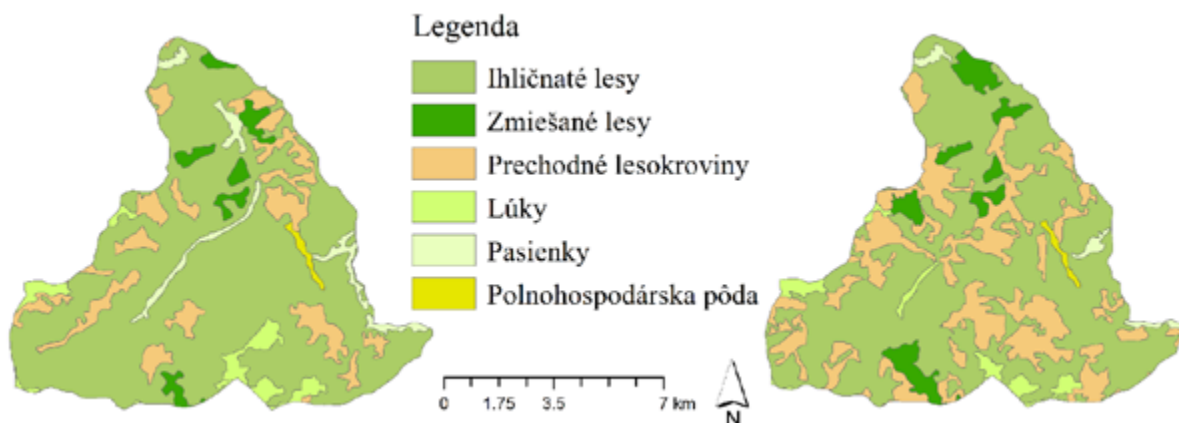 Legenda
Ihličnaté lesy
Zmiešané lesy
Prechodné lesokroviny
Lúky
Pasienky
Polnohospodárska pôda
0 1.75 3.5 7 km
N